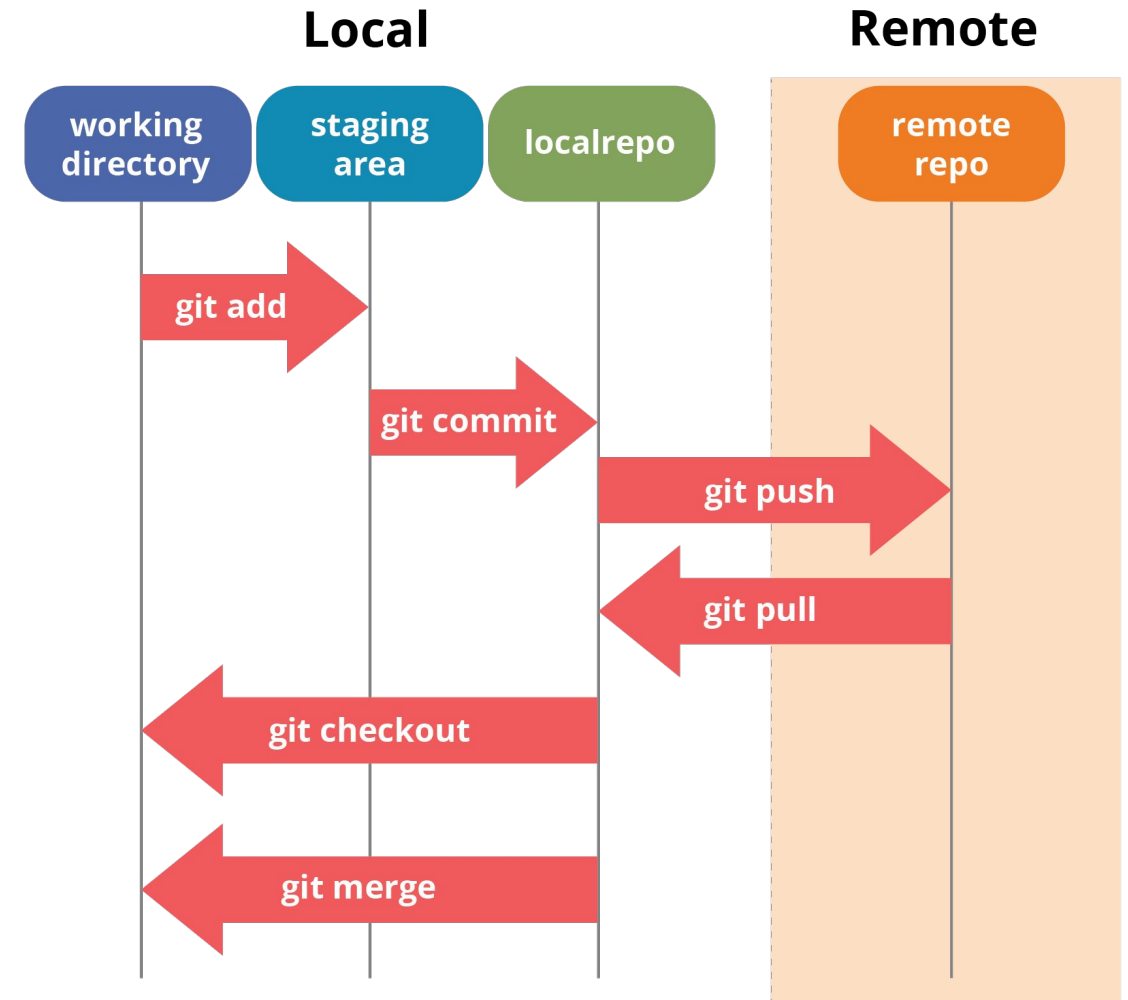 Local
Remote
working
directory
staging
area
localrepo
remote
repo
git add
git commit
git push
git pull
git checkout
git merge